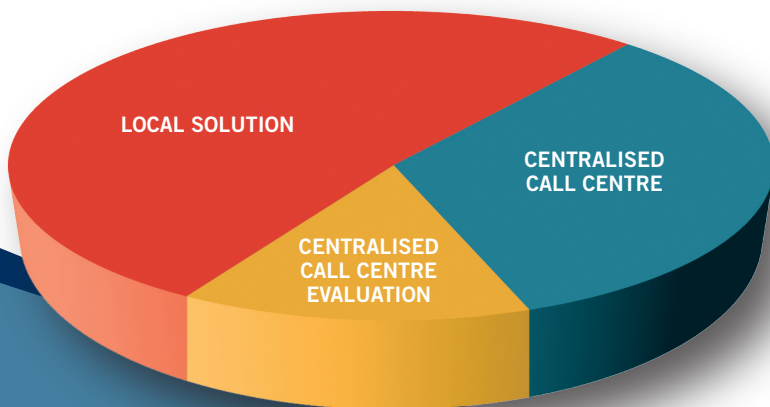 LOCAL SOLUTION
CENTRALISED
CALL CENTRE
CENTRALISED
CALL CENTRE
EVALUATION